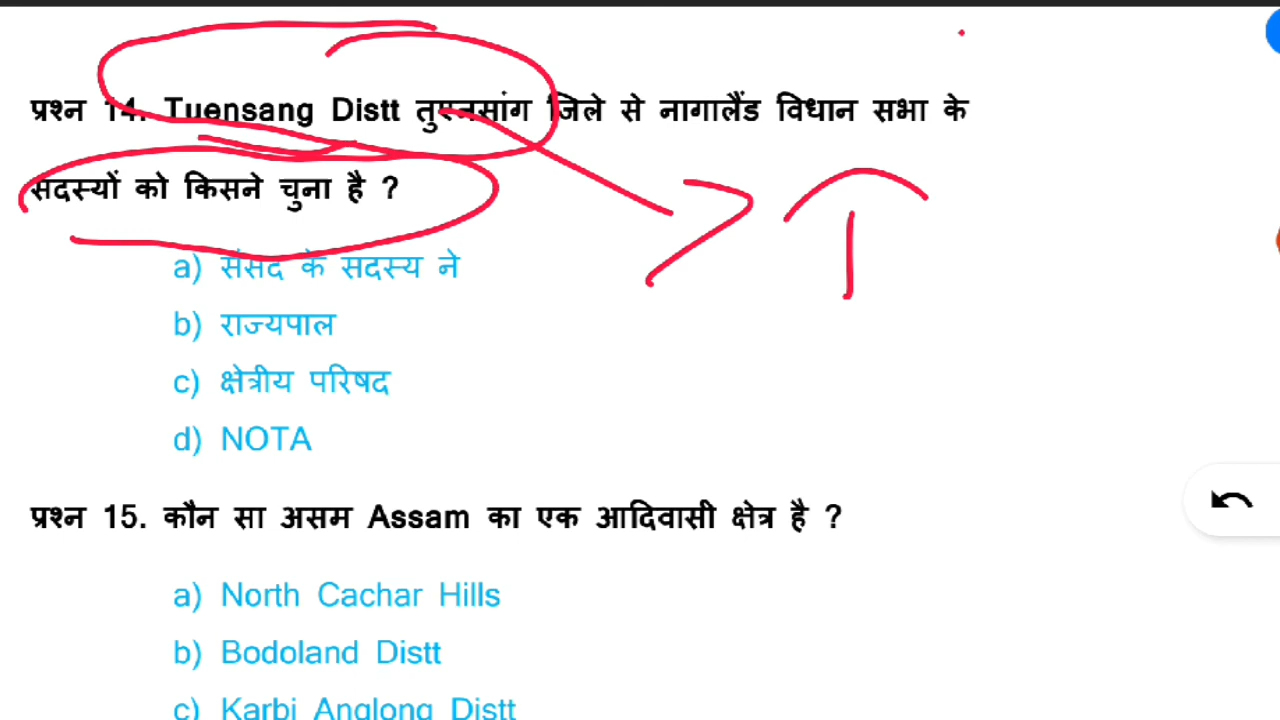 प्रश्न 14. Tuensang Distt तुएनसांग जिले से नागालैंड विधान सभा के
सदस्यों को किसने चुना है ?
a) संसद के सदस्य ने
b) राज्यपाल
c) क्षेत्रीय परिषद
d) NOTA
प्रश्न 15. कौन सा असम Assam का एक आदिवासी क्षेत्र है ?
a) North Cachar Hills
b) Bodoland Distt
c) Karbi Anglong Distt